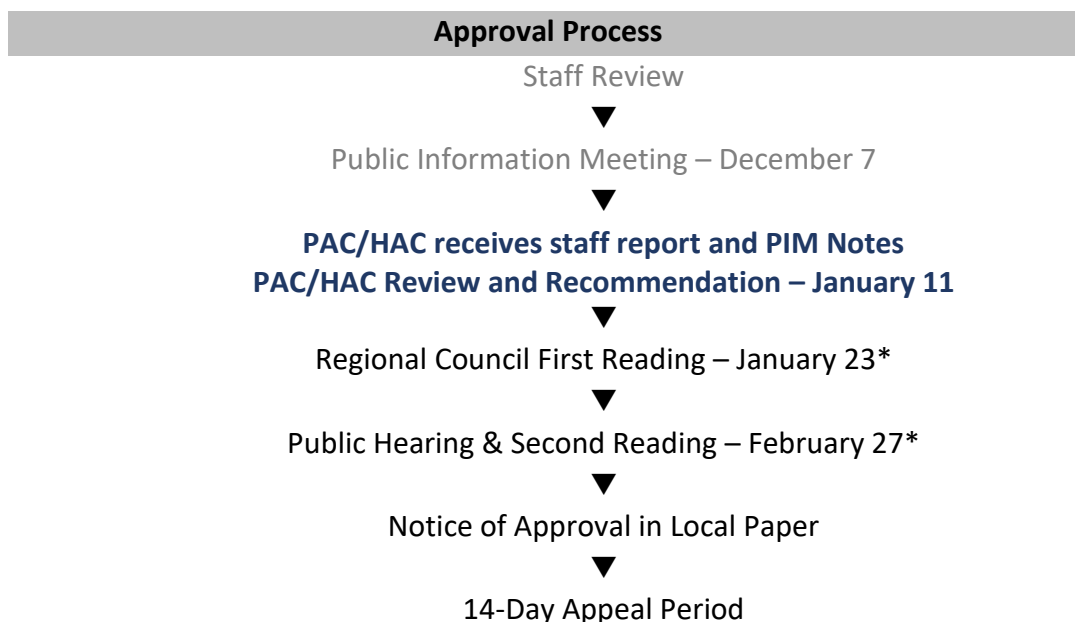 Approval Process
Staff Review
Public Information Meeting – December 7
PAC/HAC receives staff report and PIM Notes
PAC/HAC Review and Recommendation – January 11
Regional Council First Reading – January 23*
Public Hearing & Second Reading – February 27*
Notice of Approval in Local Paper
14-Day Appeal Period